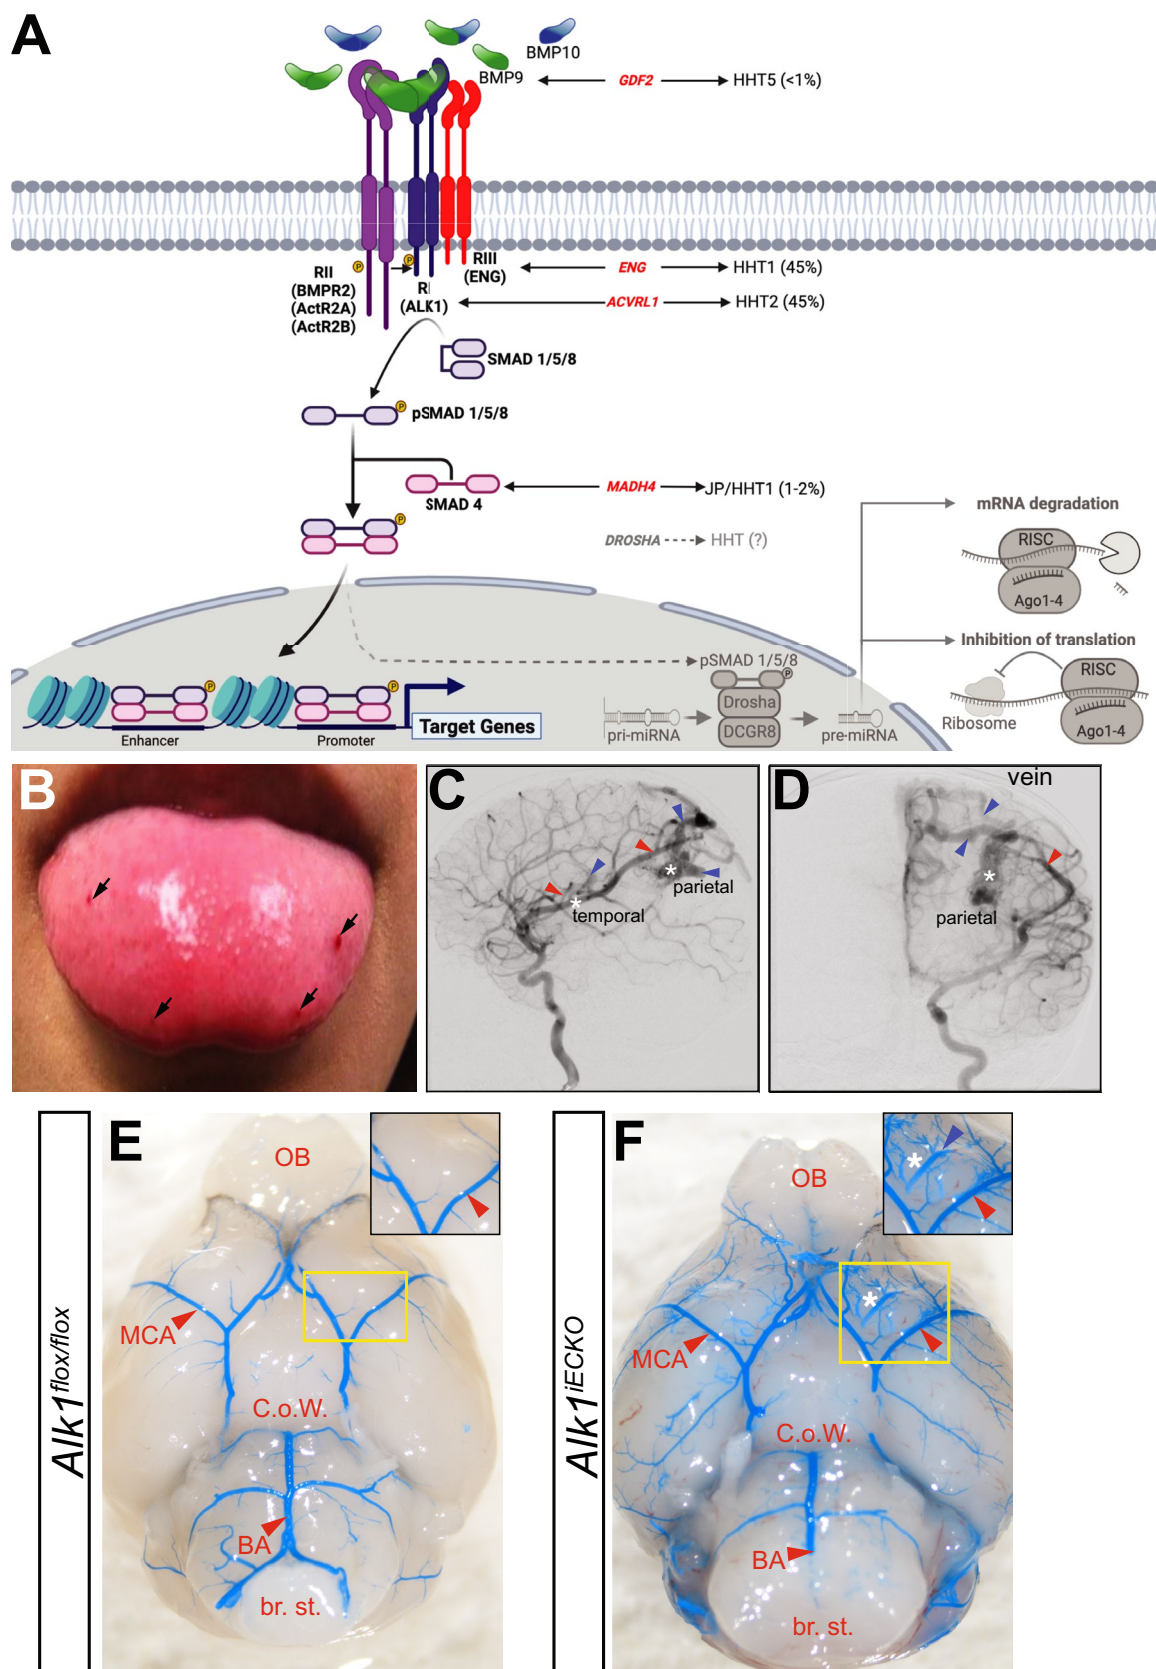 A
BMP10
BMP9
GDF2
HHT5 (<1%)
RII
(BMPR2)
(ActR2A)
(ActR2B)
P
P
RI
(ALK1)
RIII
(ENG)
ENG
HHT1 (45%)
ACVRL1
HHT2 (45%)
SMAD 1/5/8
P
pSMAD 1/5/8
SMAD 4
MADH4
JP/HHT1 (1-2%)
P
DROSHA
HHT (?)
mRNA degradation
RISC
Ago1-4
Inhibition of translation
RISC
Ribosome
Ago1-4
P
P
Enhancer
Promoter
Target Genes
pSMAD 1/5/8
P
Drosha
DCGR8
pri-miRNA
pre-miRNA
B
C
parietal
temporal
*
*
D
vein
parietal
*
Alk1flox/flox
E
OB
MCA
C.o.W.
BA
br. st.
Alk1iECKO
F
OB
*
*
MCA
C.o.W.
BA
br. st.